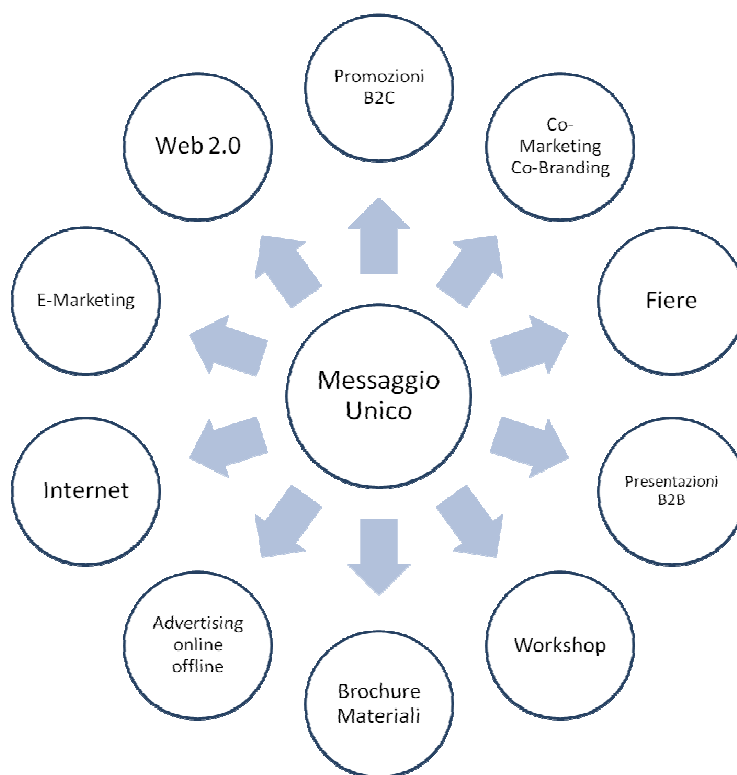 Promozioni
B2C
Co-
Marketing
Co-Branding
Fiere
Presentazioni
B2B
Workshop
Brochure
Materiali
Advertising
online
offline
Internet
E-Marketing
Web 2.0
Messaggio
Unico